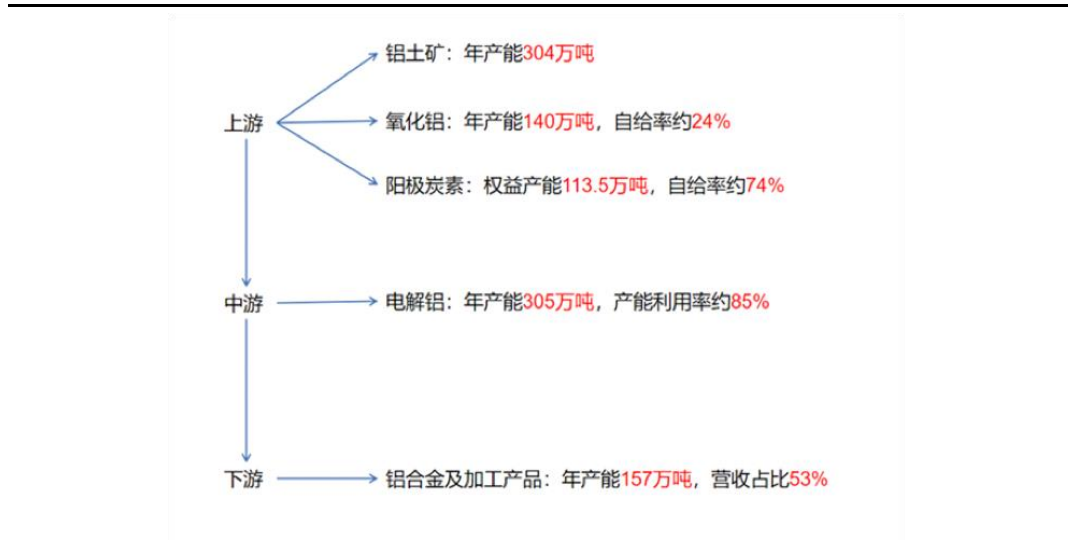 铝土矿：年产能304万吨
上游
氧化铝：年产能140万吨，自给率约24%
阳极炭素：权益产能113.5万吨，自给率约74%
中游
电解铝：年产能305万吨，产能利用率约85%
下游
铝合金及加工产品：年产能157万吨，营收占比53%